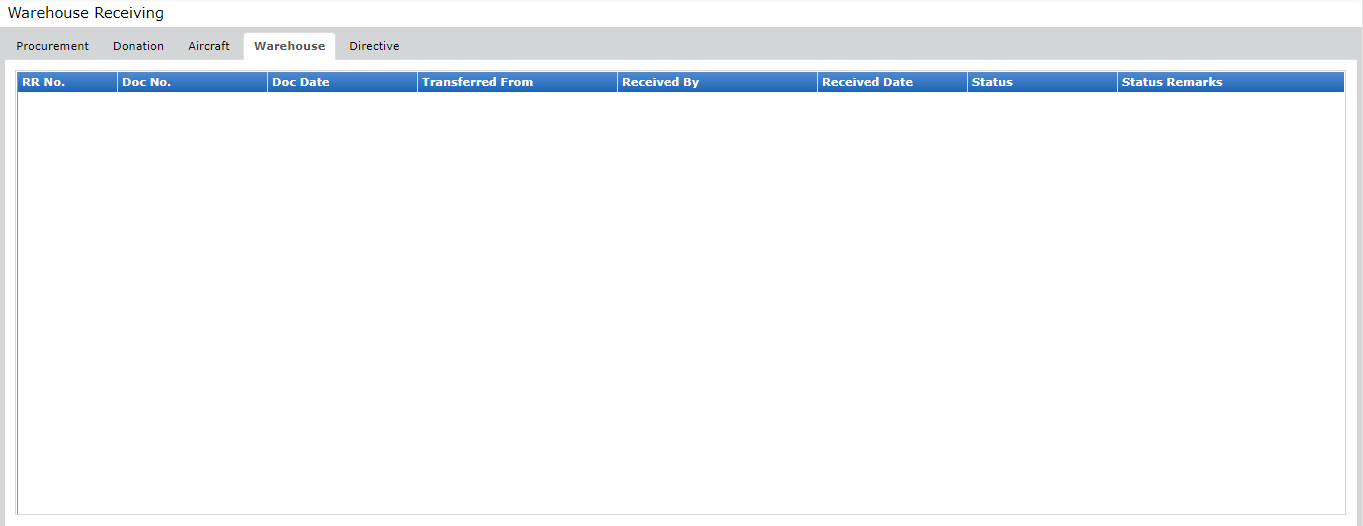 Warehouse Receiving
Procurement Donation Aircraft Warehouse Directive
RR No. Doc No. Doc Date Transferred From Received By Received Date Status Status Remarks